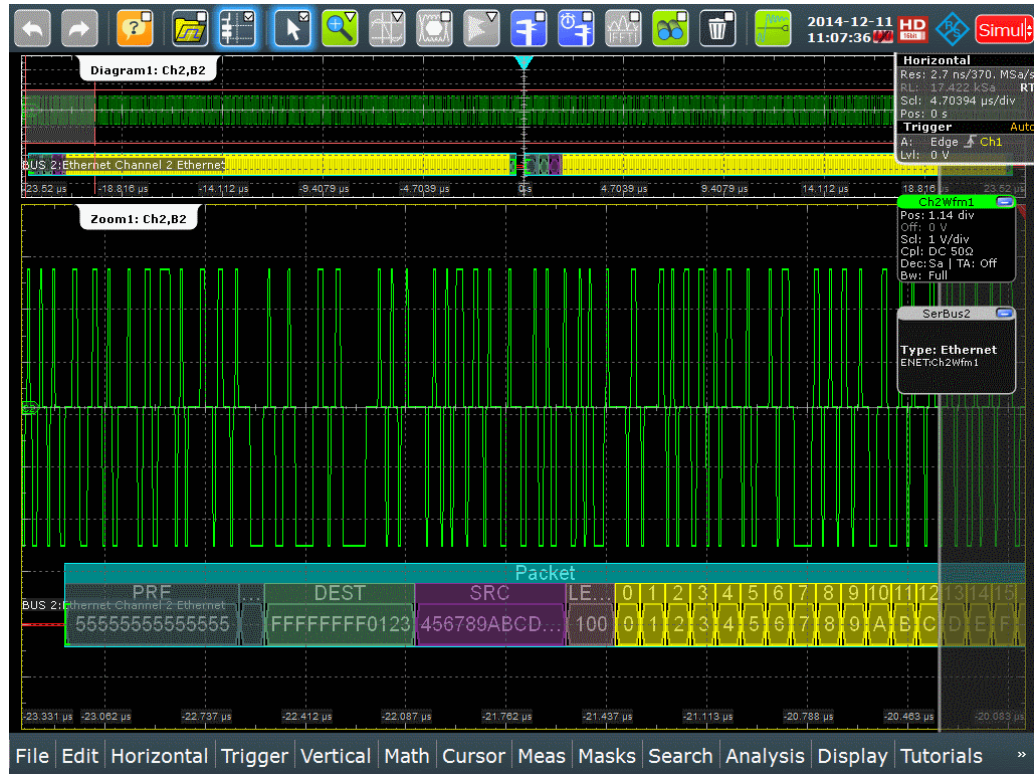 ?
FFT
2014-12-11
11:07:36
HD
16bit
R&S
Simul
Diagram1: Ch2,B2
Horizontal
Res: 2.7 ns/370. MSa/s
RL: 17.422 kSa RT
Scl: 4.70394 µs/div
Pos: 0 s
Trigger Auto
A: Edge Ch1
Lvl: 0 V
BUS 2:Ethernet Channel 2 Ethernet
-23.52 µs -18.816 µs -14.112 µs -9.4079 µs -4.7039 µs 0 s 4.7039 µs 9.4079 µs 14.112 µs 18.816 µs 23.52 µs
Zoom1: Ch2,B2
Ch2Wfm1
Pos: 1.14 div
Off: 0 V
Scl: 1 V/div
Cpl: DC 50Ω
Dec: Sa | TA: Off
Bw: Full
SerBus2
Type: Ethernet
ENET:Ch2Wfm1
Packet
PRE ... DEST SRC LE... 0 1 2 3 4 5 6 7 8 9 10 11 12 13 14 15
BUS 2:Ethernet Channel 2 Ethernet
55555555555555 FFFFFFFF0123 456789ABCD... 100 0 1 2 3 4 5 6 7 8 9 A B C D E F
-23.331 µs -23.062 µs -22.737 µs -22.412 µs -22.087 µs -21.762 µs -21.437 µs -21.113 µs -20.788 µs -20.463 µs -20.083 µs
File Edit Horizontal Trigger Vertical Math Cursor Meas Masks Search Analysis Display Tutorials »